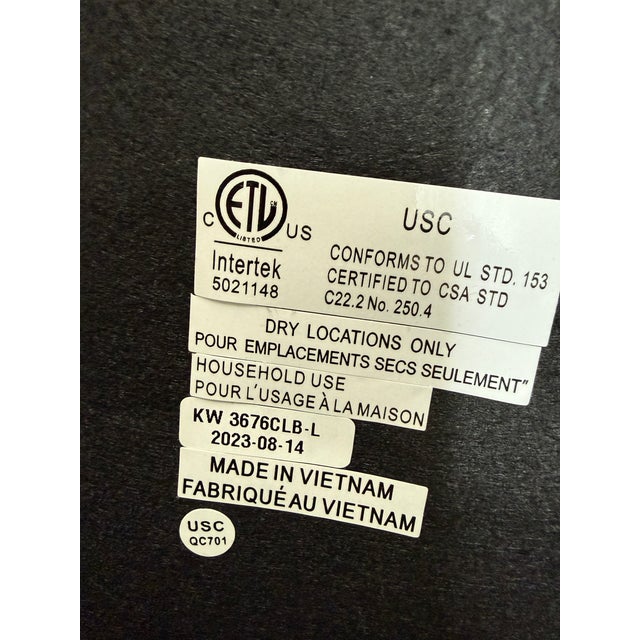 ETL CM
C LISTED US
Intertek
5021148
USC
CONFORMS TO UL STD. 153
CERTIFIED TO CSA STD
C22.2 No. 250.4
DRY LOCATIONS ONLY
POUR EMPLACEMENTS SECS SEULEMENT”
HOUSEHOLD USE
POUR L'USAGE À LA MAISON
KW 3676CLB-L
2023-08-14
MADE IN VIETNAM
FABRIQUÉ AU VIETNAM
USC
QC701